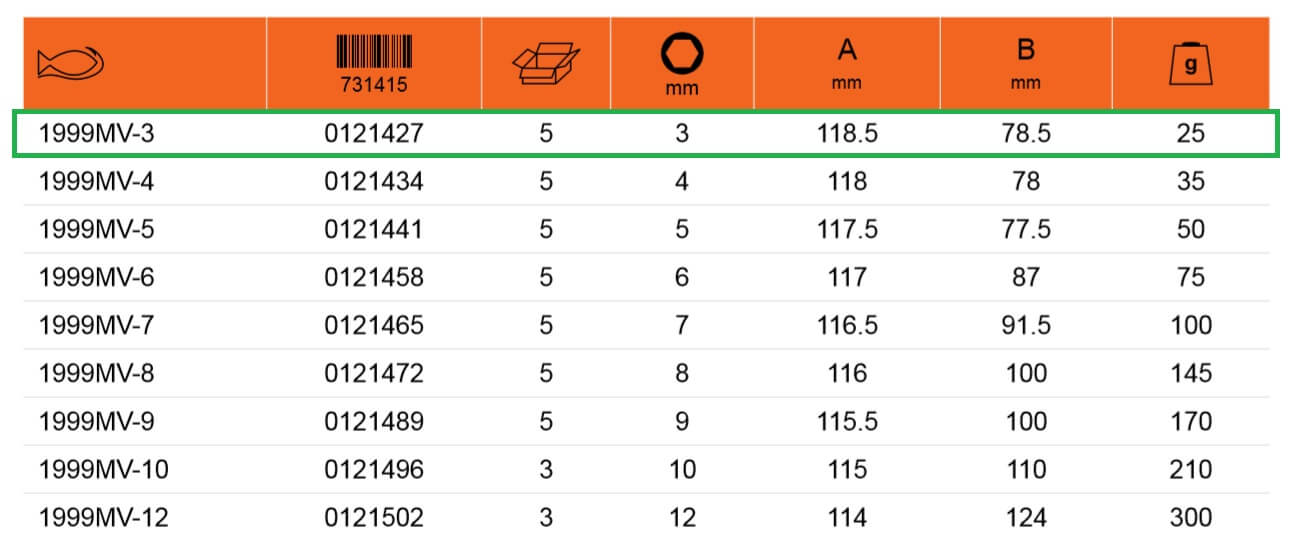 731415 mm A mm B mm g
1999MV-3 0121427 5 3 118.5 78.5 25
1999MV-4 0121434 5 4 118 78 35
1999MV-5 0121441 5 5 117.5 77.5 50
1999MV-6 0121458 5 6 117 87 75
1999MV-7 0121465 5 7 116.5 91.5 100
1999MV-8 0121472 5 8 116 100 145
1999MV-9 0121489 5 9 115.5 100 170
1999MV-10 0121496 3 10 115 110 210
1999MV-12 0121502 3 12 114 124 300